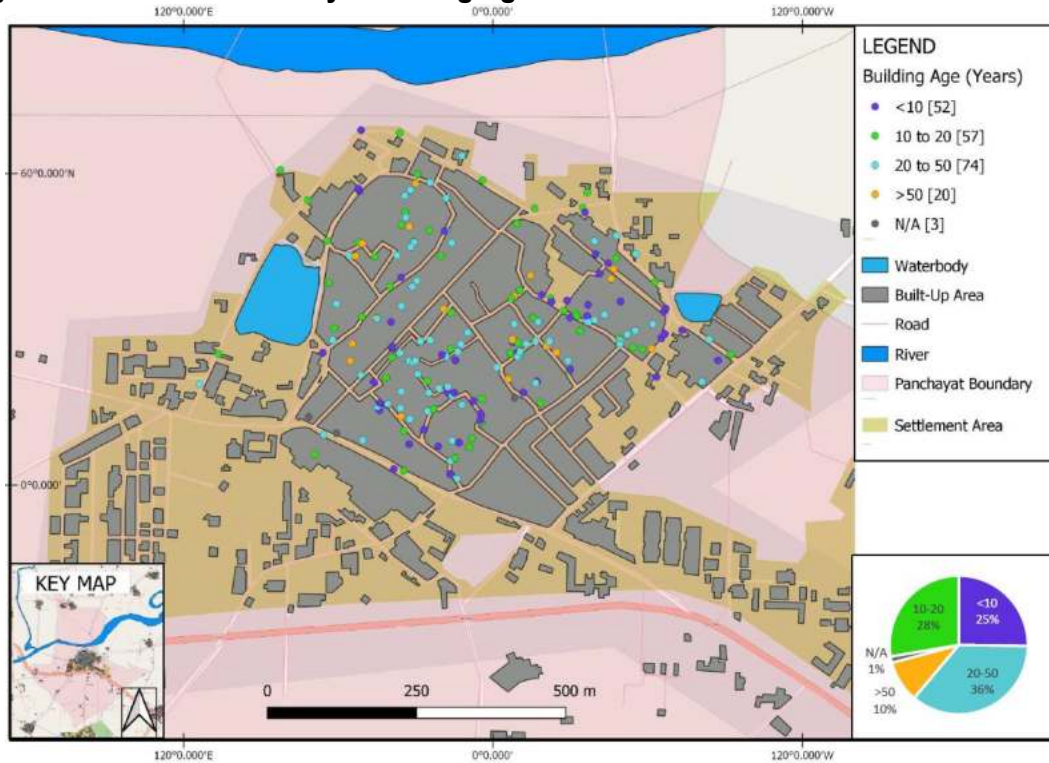 120°0.000'E
0°0.000'
120°0.000'W
60°0.000'N
0°0.000'
LEGEND
Building Age (Years)
<10 [52]
10 to 20 [57]
20 to 50 [74]
>50 [20]
N/A [3]
Waterbody
Built-Up Area
Road
River
Panchayat Boundary
Settlement Area
KEY MAP
0
250
500 m
10-20
28%
<10
25%
N/A
1%
>50
10%
20-50
36%
120°0.000'E
0°0.000'
120°0.000'W